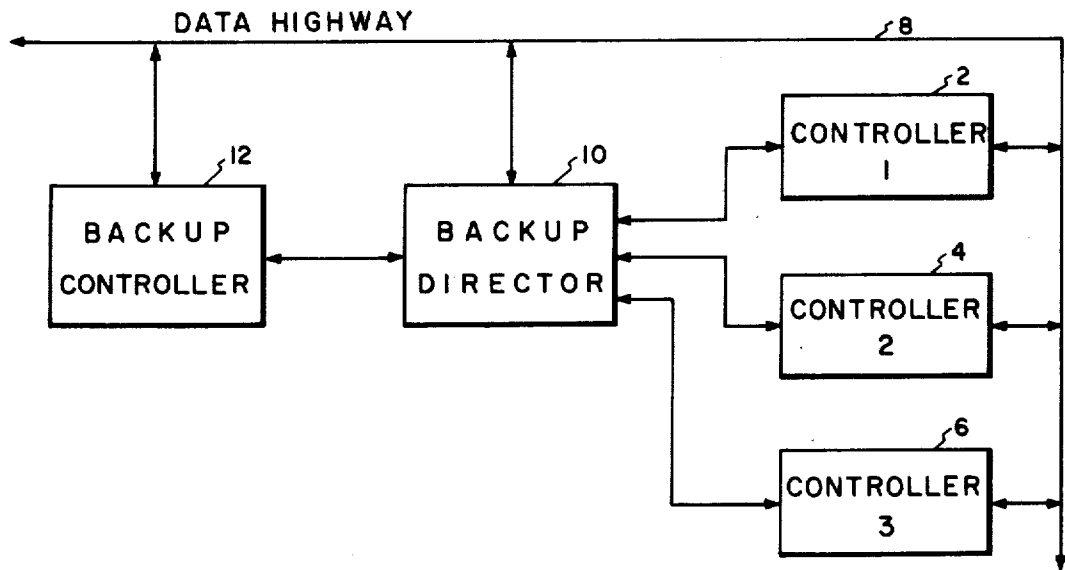 DATA HIGHWAY
8
2
CONTROLLER
1
12
10
BACKUP
CONTROLLER
BACKUP
DIRECTOR
4
CONTROLLER
2
6
CONTROLLER
3